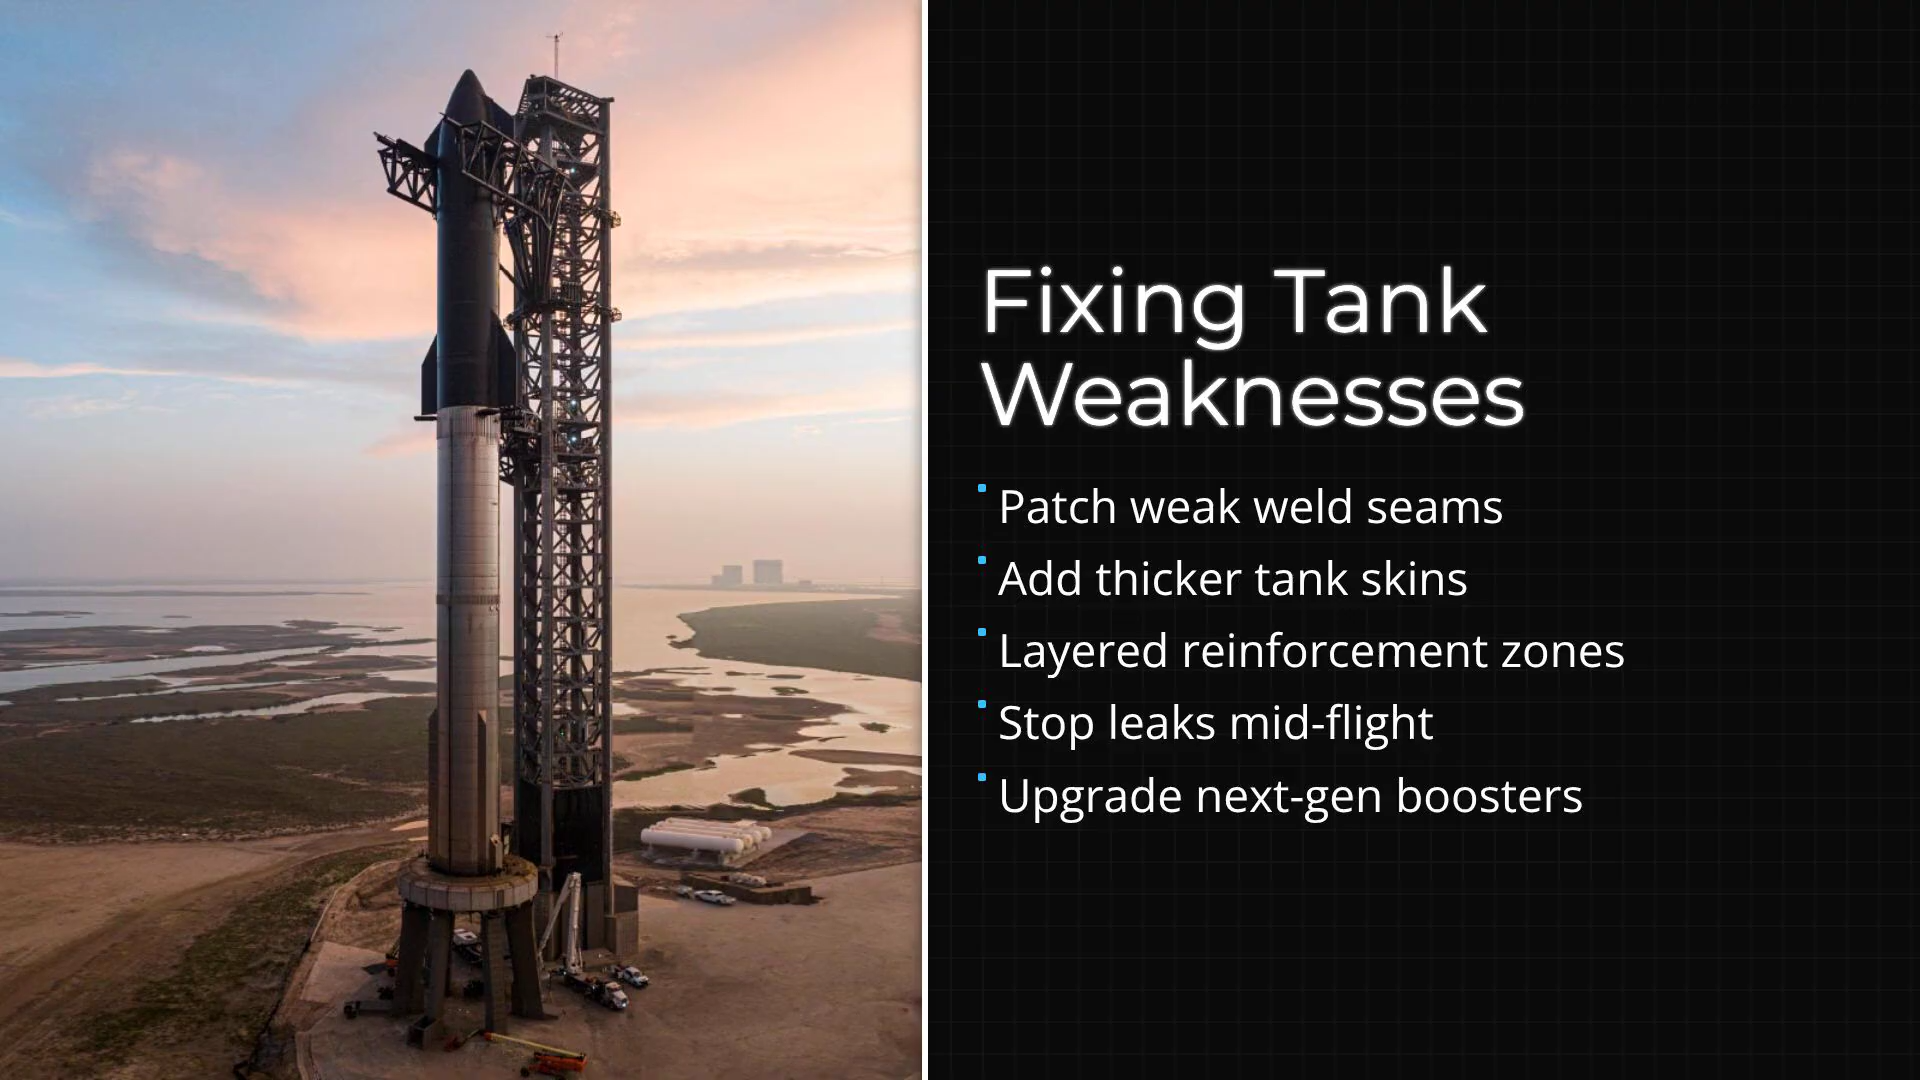 Fixing Tank
Weaknesses
Patch weak weld seams
Add thicker tank skins
Layered reinforcement zones
Stop leaks mid-flight
Upgrade next-gen boosters